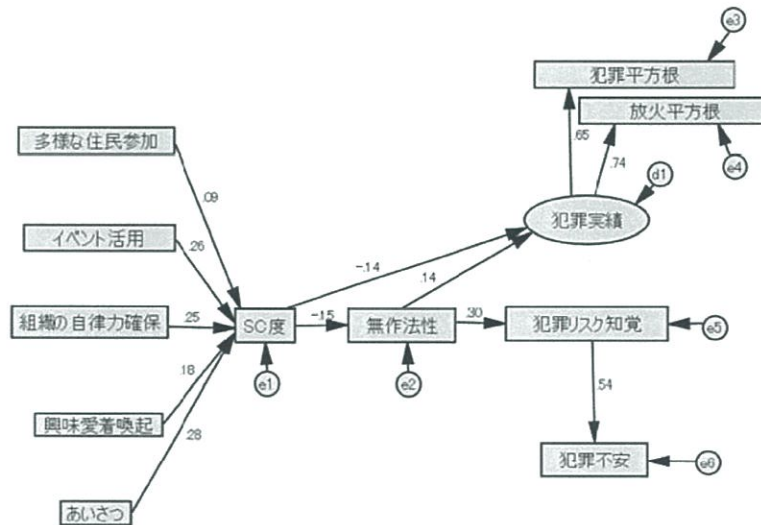 e3
犯罪平方根
放火平方根
.65
.74
e4
多様な住民参加
d1
犯罪実績
.09
イベント活用
.26
-.14
.14
組織の自律力確保
.25
SC度
-.15
無作法性
.30
犯罪リスク知覚
e5
e1
e2
.18
.54
興味愛着喚起
.28
犯罪不安
e6
あいさつ